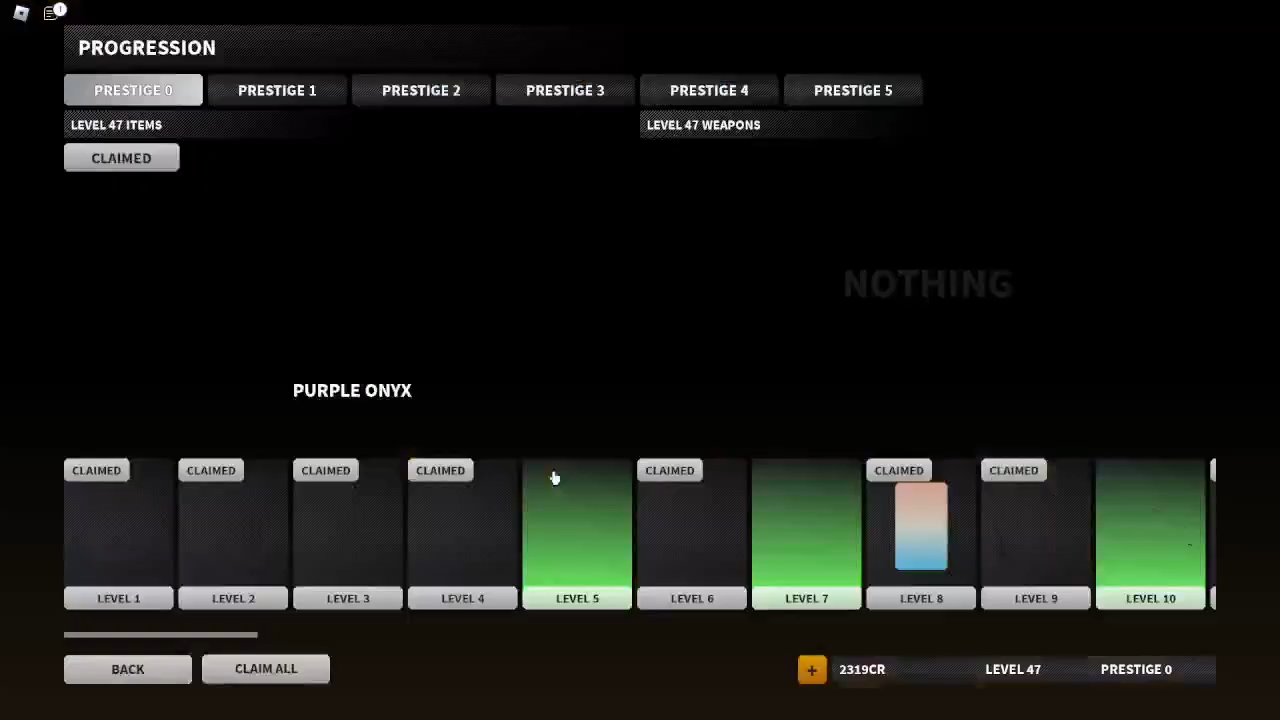 1
PROGRESSION
PRESTIGE 0 PRESTIGE 1 PRESTIGE 2 PRESTIGE 3 PRESTIGE 4 PRESTIGE 5
LEVEL 47 ITEMS LEVEL 47 WEAPONS
CLAIMED
NOTHING
PURPLE ONYX
CLAIMED CLAIMED CLAIMED CLAIMED CLAIMED CLAIMED CLAIMED
LEVEL 1 LEVEL 2 LEVEL 3 LEVEL 4 LEVEL 5 LEVEL 6 LEVEL 7 LEVEL 8 LEVEL 9 LEVEL 10
BACK CLAIM ALL + 2319CR LEVEL 47 PRESTIGE 0